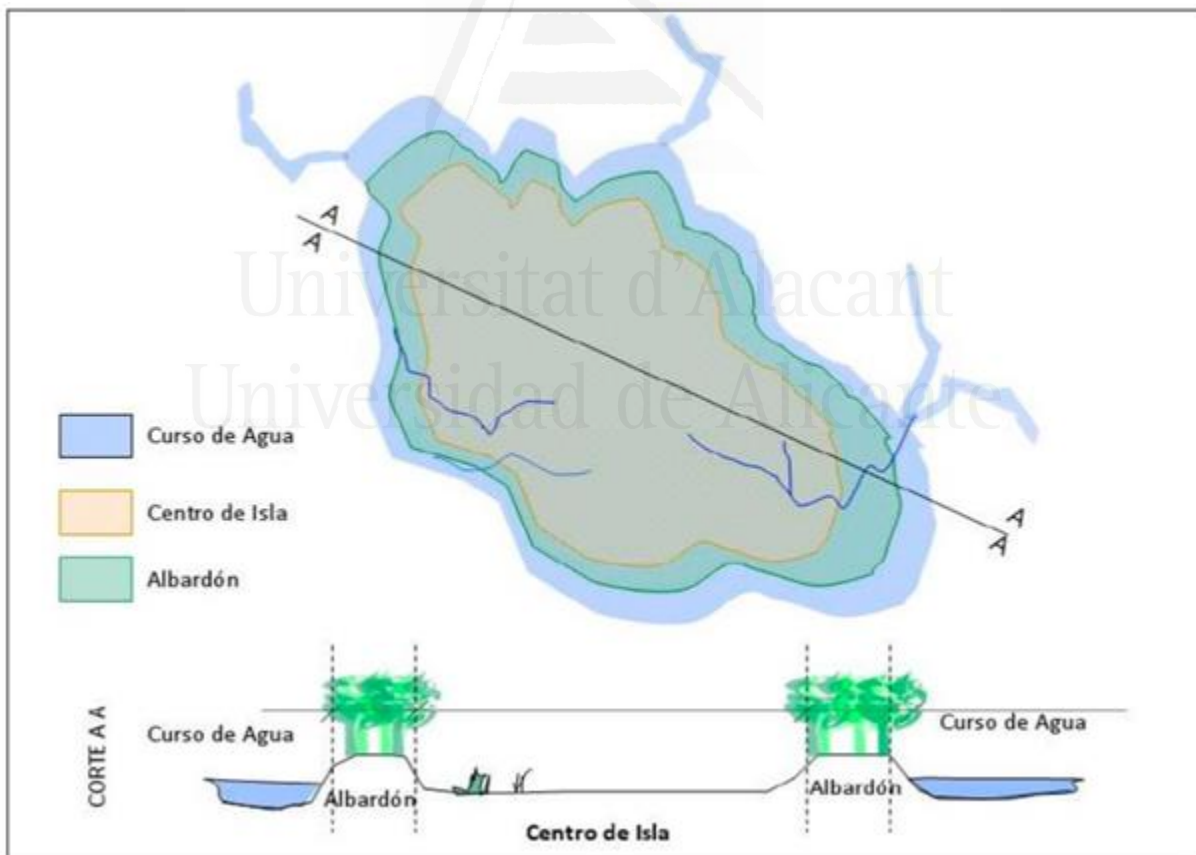 A
A
Universitat d'Alacant
Universidad de Alicante
Curso de Agua
Centro de Isla
Albardón
A
A
CORTE A A
Curso de Agua
Curso de Agua
Albardón
Albardón
Centro de Isla